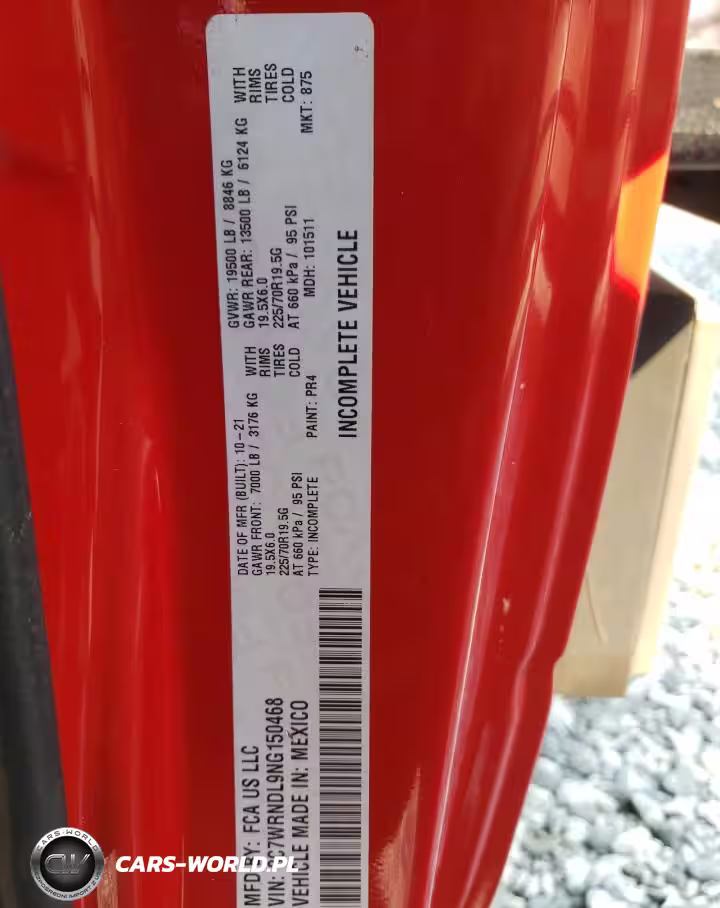 MFD BY: FCA US LLC
VIN: 3C7WRNDL9NG150468
VEHICLE MADE IN: MEXICO
DATE OF MFR (BUILT): 10-21
GAWR FRONT: 7000 LB / 3176 KG WITH
19.5X6.0 RIMS
225/70R19.5G TIRES
AT 660 kPa / 95 PSI COLD
TYPE: INCOMPLETE PAINT: PR4
GVWR: 19500 LB / 8846 KG
GAWR REAR: 13500 LB / 6124 KG WITH
19.5X6.0 RIMS
225/70R19.5G TIRES
AT 660 kPa / 95 PSI COLD
MDH: 101511 MKT: 875
INCOMPLETE VEHICLE
CARS-WORLD
CW
CARS-WORLD.PL